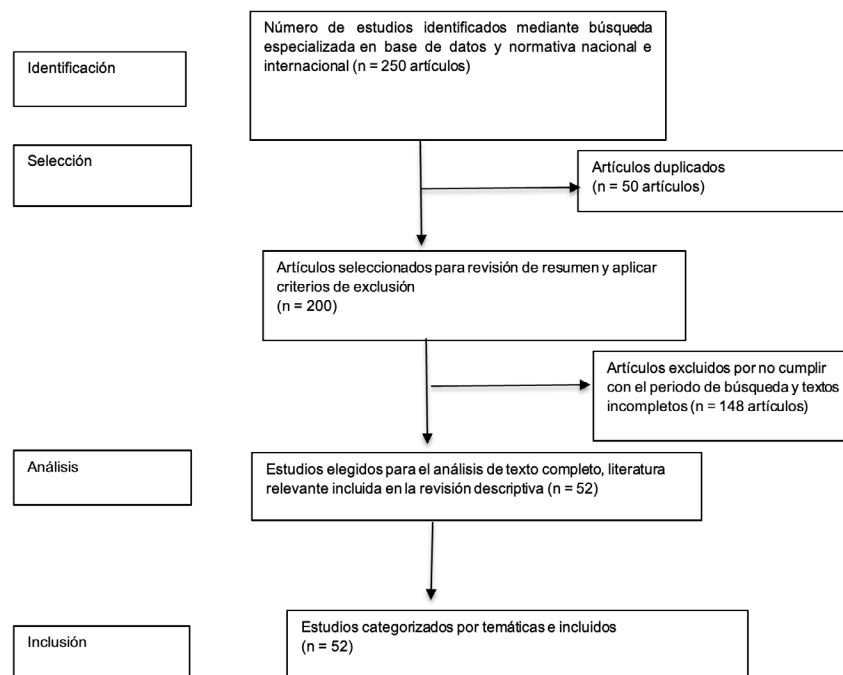 Identificación
Número de estudios identificados mediante búsqueda
especializada en base de datos y normativa nacional e
internacional (n = 250 artículos)
Selección
Artículos duplicados
(n = 50 artículos)
Artículos seleccionados para revisión de resumen y aplicar
criterios de exclusión
(n = 200)
Artículos excluidos por no cumplir
con el periodo de búsqueda y textos
incompletos (n = 148 artículos)
Análisis
Estudios elegidos para el análisis de texto completo, literatura
relevante incluida en la revisión descriptiva (n = 52)
Inclusión
Estudios categorizados por temáticas e incluidos
(n = 52)